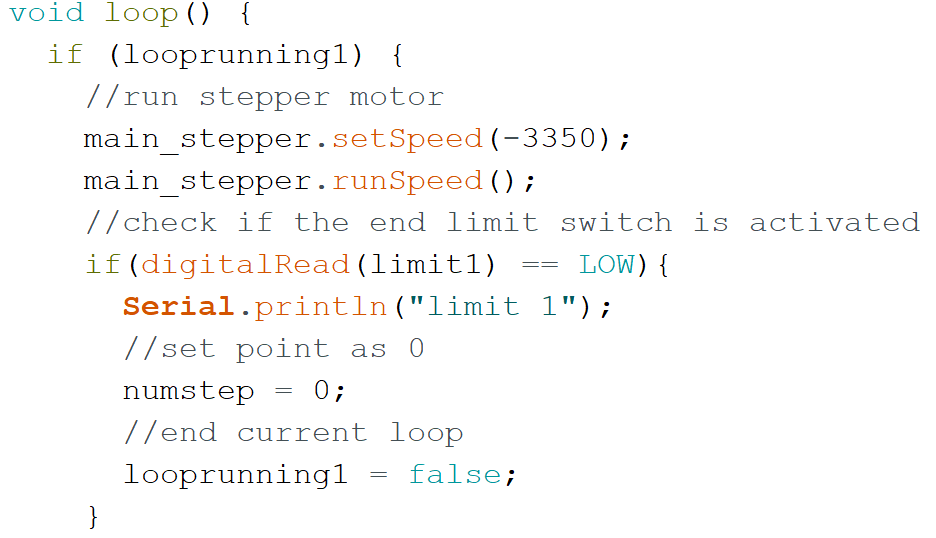 void loop() {
if (looprunning1) {
//run stepper motor
main_stepper.setSpeed(-3350);
main_stepper.runSpeed();
//check if the end limit switch is activated
if(digitalRead(limit1) == LOW){
Serial.println("limit 1");
//set point as 0
numstep = 0;
//end current loop
looprunning1 = false;
}